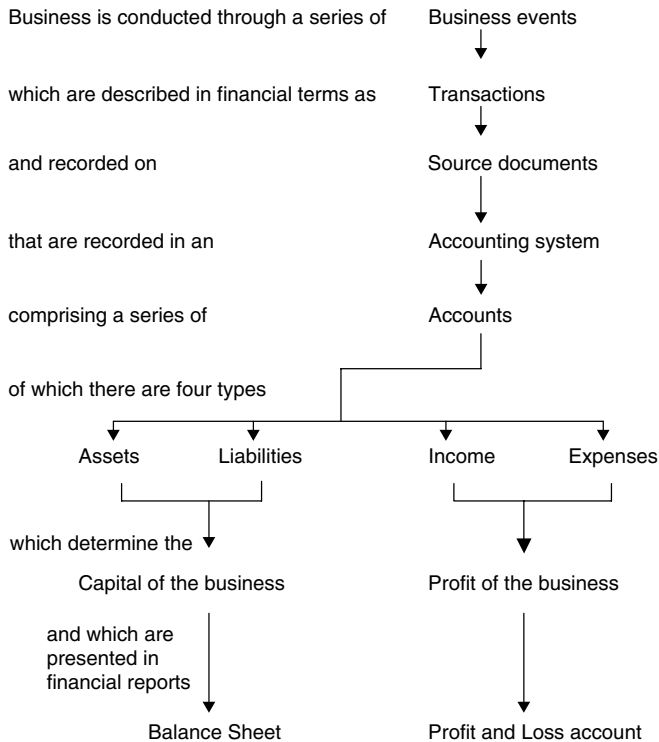 Business is conducted through a series of Business events
which are described in financial terms as Transactions
and recorded on Source documents
that are recorded in an Accounting system
comprising a series of Accounts
of which there are four types
Assets Liabilities Income Expenses
which determine the
Capital of the business Profit of the business
and which are
presented in
financial reports
Balance Sheet Profit and Loss account